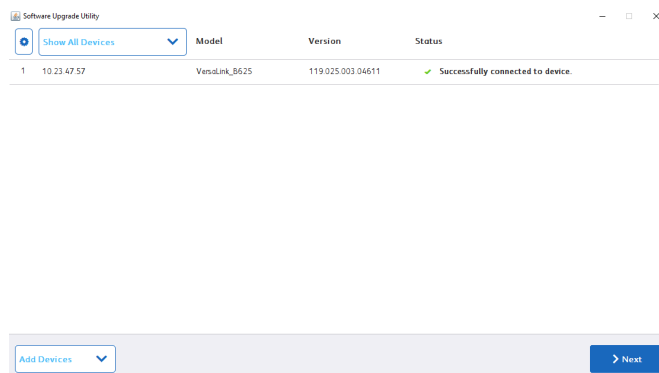 Software Upgrade Utility
Show All Devices Model Version Status
1 10.23.47.57 VersaLink_B625 119.025.003.04611 Successfully connected to device.
Add Devices Next